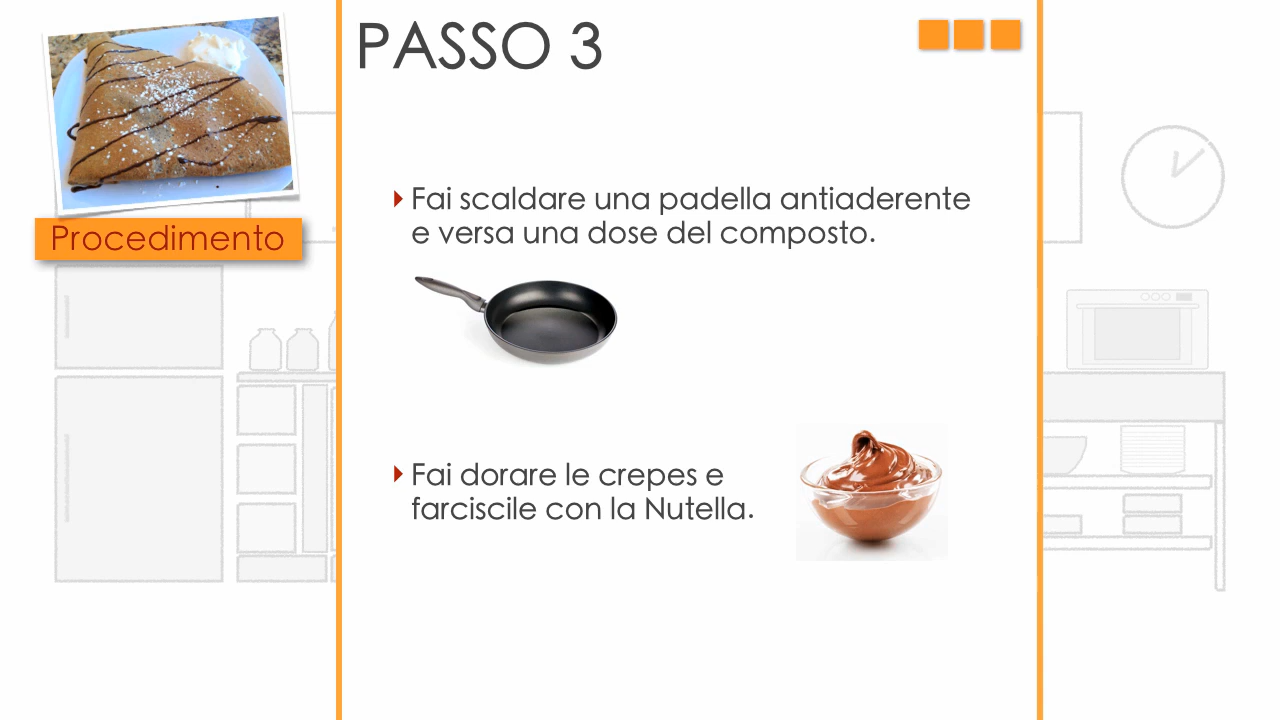 PASSO 3
Procedimento
Fai scaldare una padella antiaderente
e versa una dose del composto.
Fai dorare le crepes e
farciscile con la Nutella.